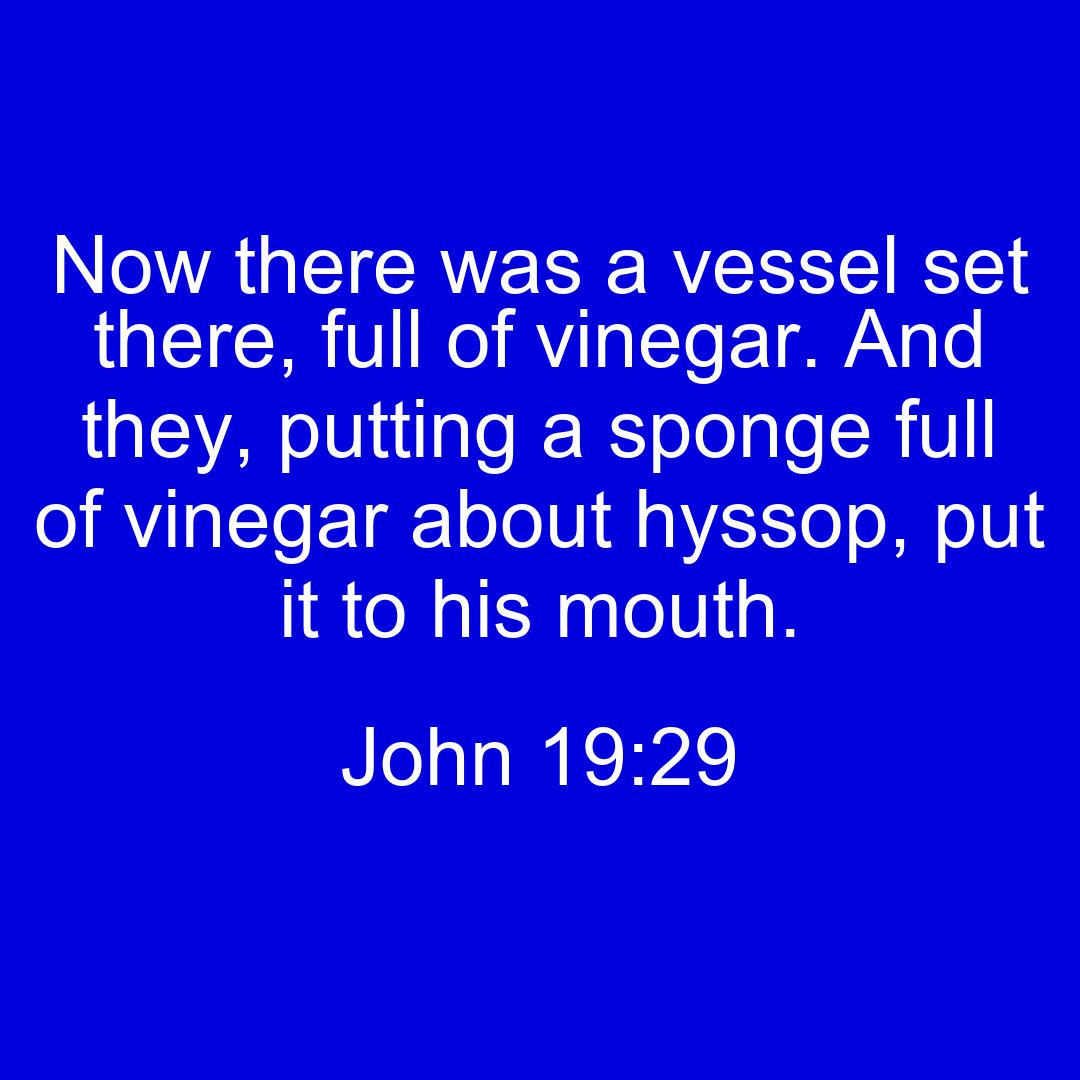 Now there was a vessel set
there, full of vinegar. And
they, putting a sponge full
of vinegar about hyssop, put
it to his mouth.
John 19:29